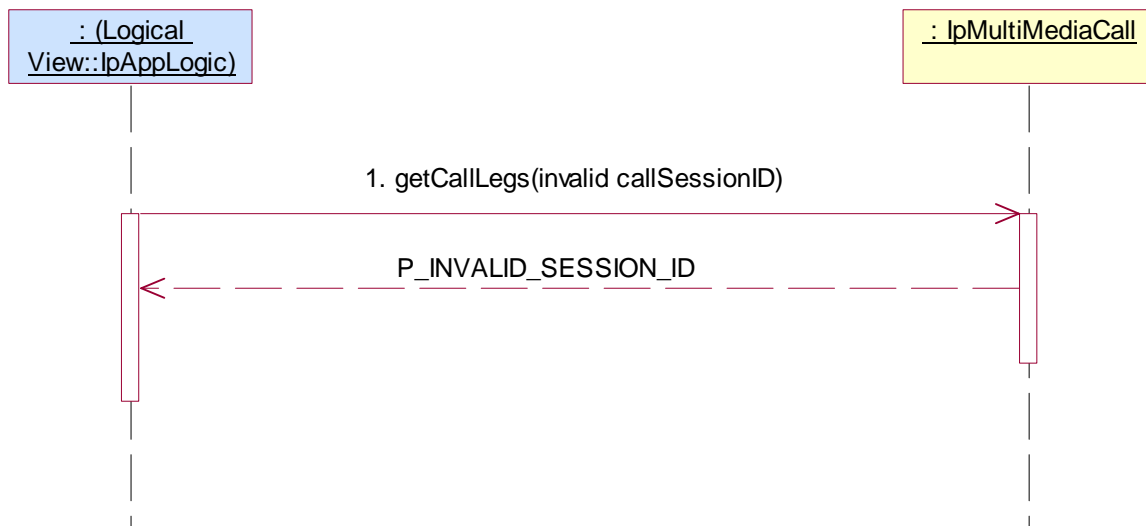 : (Logical
View::IpAppLogic)
: IpMultiMediaCall
1. getCallLegs(invalid callSessionID)
P_INVALID_SESSION_ID